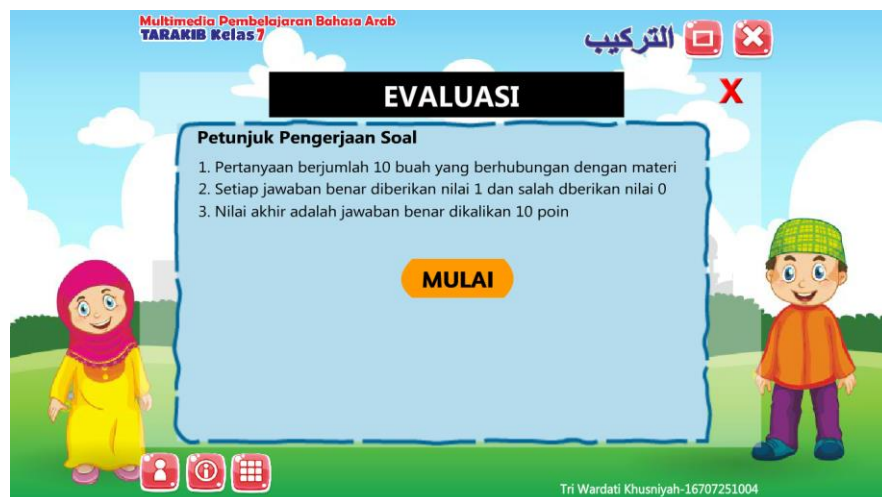 Multimedia Pembelajaran Bahasa Arab
TARAKIB Kelas 7
التركيب
EVALUASI
X
Petunjuk Pengerjaan Soal
1. Pertanyaan berjumlah 10 buah yang berhubungan dengan materi
2. Setiap jawaban benar diberikan nilai 1 dan salah dberikan nilai 0
3. Nilai akhir adalah jawaban benar dikalikan 10 poin
MULAI
Tri Wardati Khusniyah-16707251004